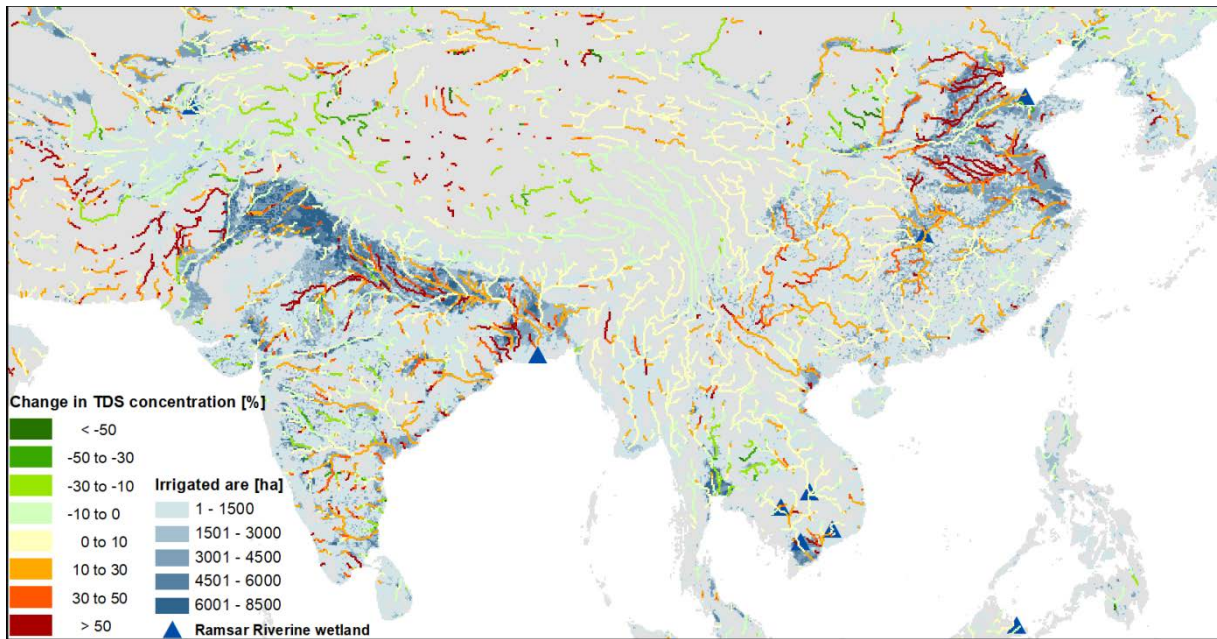 Change in TDS concentration [%]
< -50
-50 to -30
-30 to -10
-10 to 0
0 to 10
10 to 30
30 to 50
> 50
Irrigated are [ha]
1 - 1500
1501 - 3000
3001 - 4500
4501 - 6000
6001 - 8500
Ramsar Riverine wetland